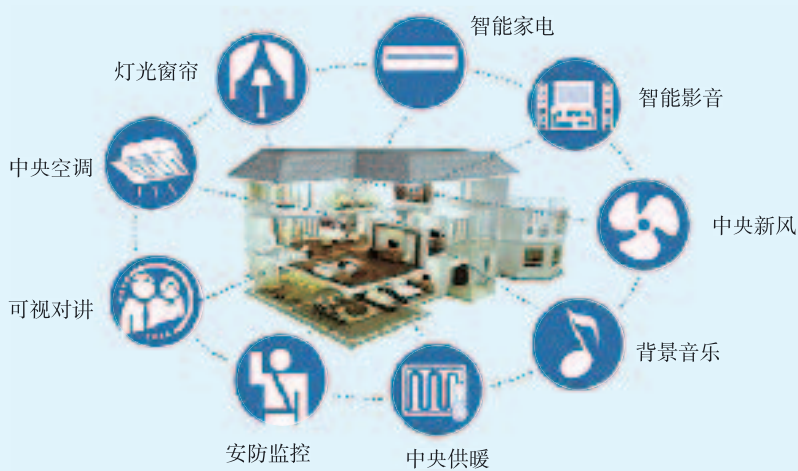 智能家电
灯光窗帘
智能影音
中央空调
中央新风
可视对讲
背景音乐
安防监控
中央供暖